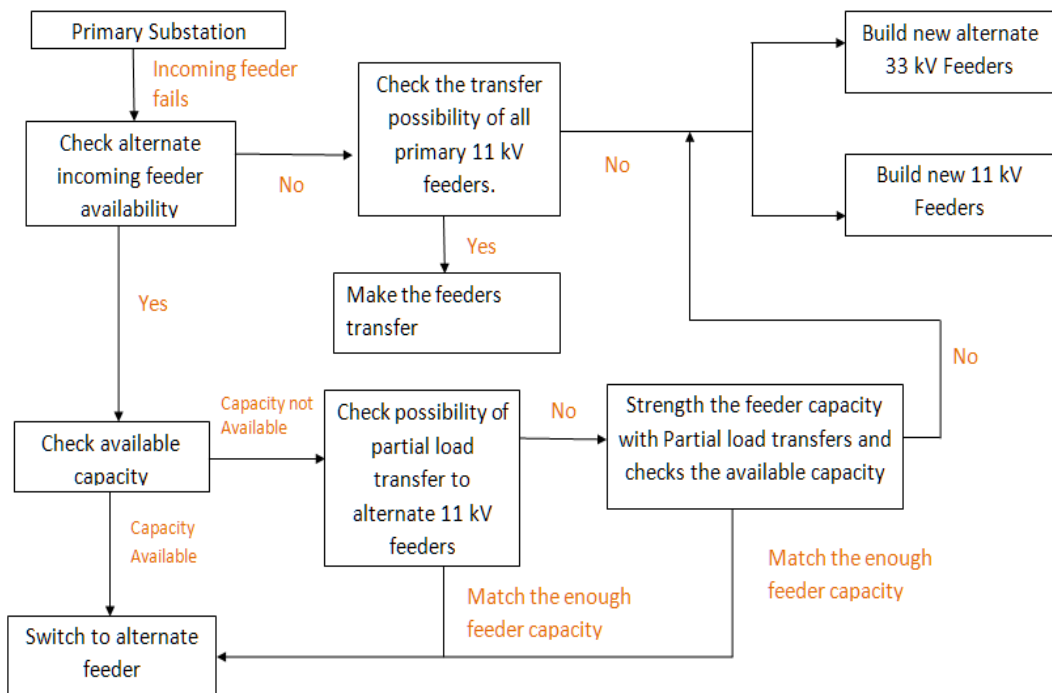 Primary Substation
Incoming feeder
fails
Check alternate
incoming feeder
availability
No
Check the transfer
possibility of all
primary 11 kV
feeders.
No
Build new alternate
33 kV Feeders
Build new 11 kV
Feeders
Yes
Make the feeders
transfer
Yes
Check available
capacity
Capacity not
Available
Check possibility of
partial load
transfer to
alternate 11 kV
feeders
No
Strength the feeder capacity
with Partial load transfers and
checks the available capacity
No
Capacity
Available
Match the enough
feeder capacity
Match the enough
feeder capacity
Switch to alternate
feeder